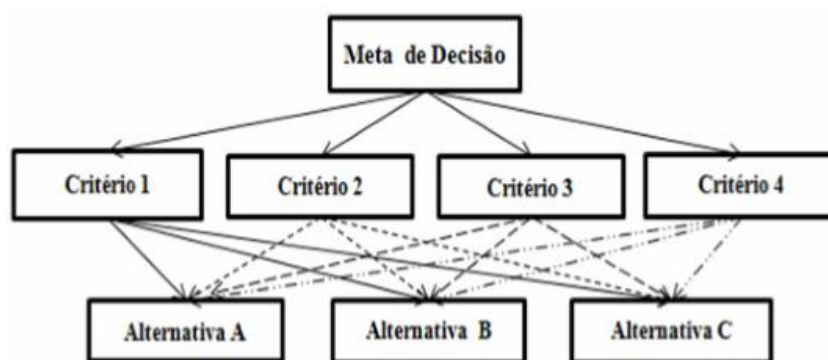 Meta de Decisão
Critério 1
Critério 2
Critério 3
Critério 4
Alternativa A
Alternativa B
Alternativa C